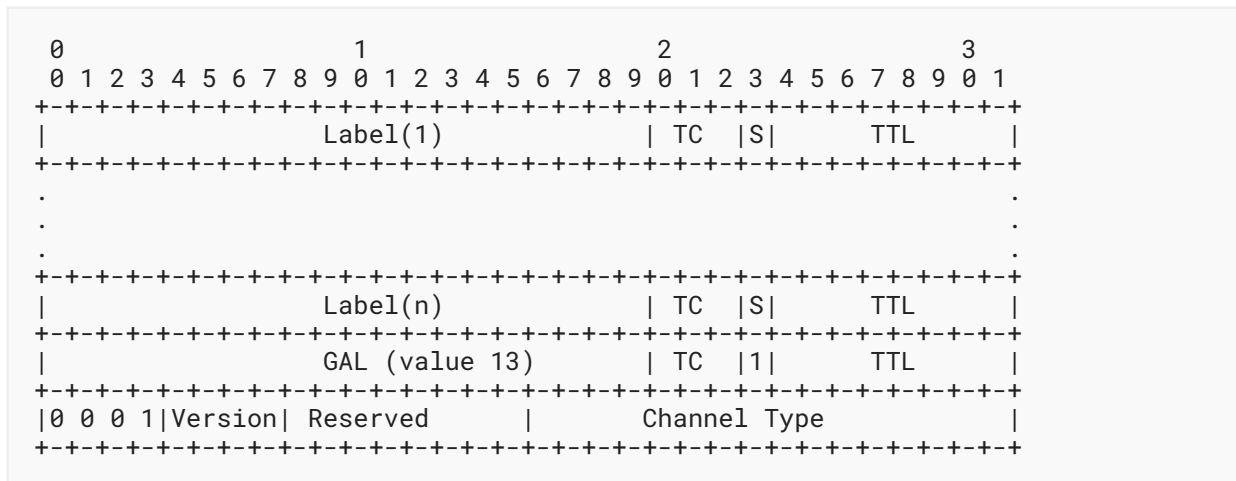 0                   1                   2                   3
 0 1 2 3 4 5 6 7 8 9 0 1 2 3 4 5 6 7 8 9 0 1 2 3 4 5 6 7 8 9 0 1
+-+-+-+-+-+-+-+-+-+-+-+-+-+-+-+-+-+-+-+-+-+-+-+-+-+-+-+-+-+-+-+-+
|                  Label(1)             | TC  |S|      TTL      |
+-+-+-+-+-+-+-+-+-+-+-+-+-+-+-+-+-+-+-+-+-+-+-+-+-+-+-+-+-+-+-+-+
.                                                               .
.                                                               .
.                                                               .
+-+-+-+-+-+-+-+-+-+-+-+-+-+-+-+-+-+-+-+-+-+-+-+-+-+-+-+-+-+-+-+-+
|                  Label(n)             | TC  |S|      TTL      |
+-+-+-+-+-+-+-+-+-+-+-+-+-+-+-+-+-+-+-+-+-+-+-+-+-+-+-+-+-+-+-+-+
|                  GAL (value 13)       | TC  |1|      TTL      |
+-+-+-+-+-+-+-+-+-+-+-+-+-+-+-+-+-+-+-+-+-+-+-+-+-+-+-+-+-+-+-+-+
|0 0 0 1|Version| Reserved      |       Channel Type            |
+-+-+-+-+-+-+-+-+-+-+-+-+-+-+-+-+-+-+-+-+-+-+-+-+-+-+-+-+-+-+-+-+